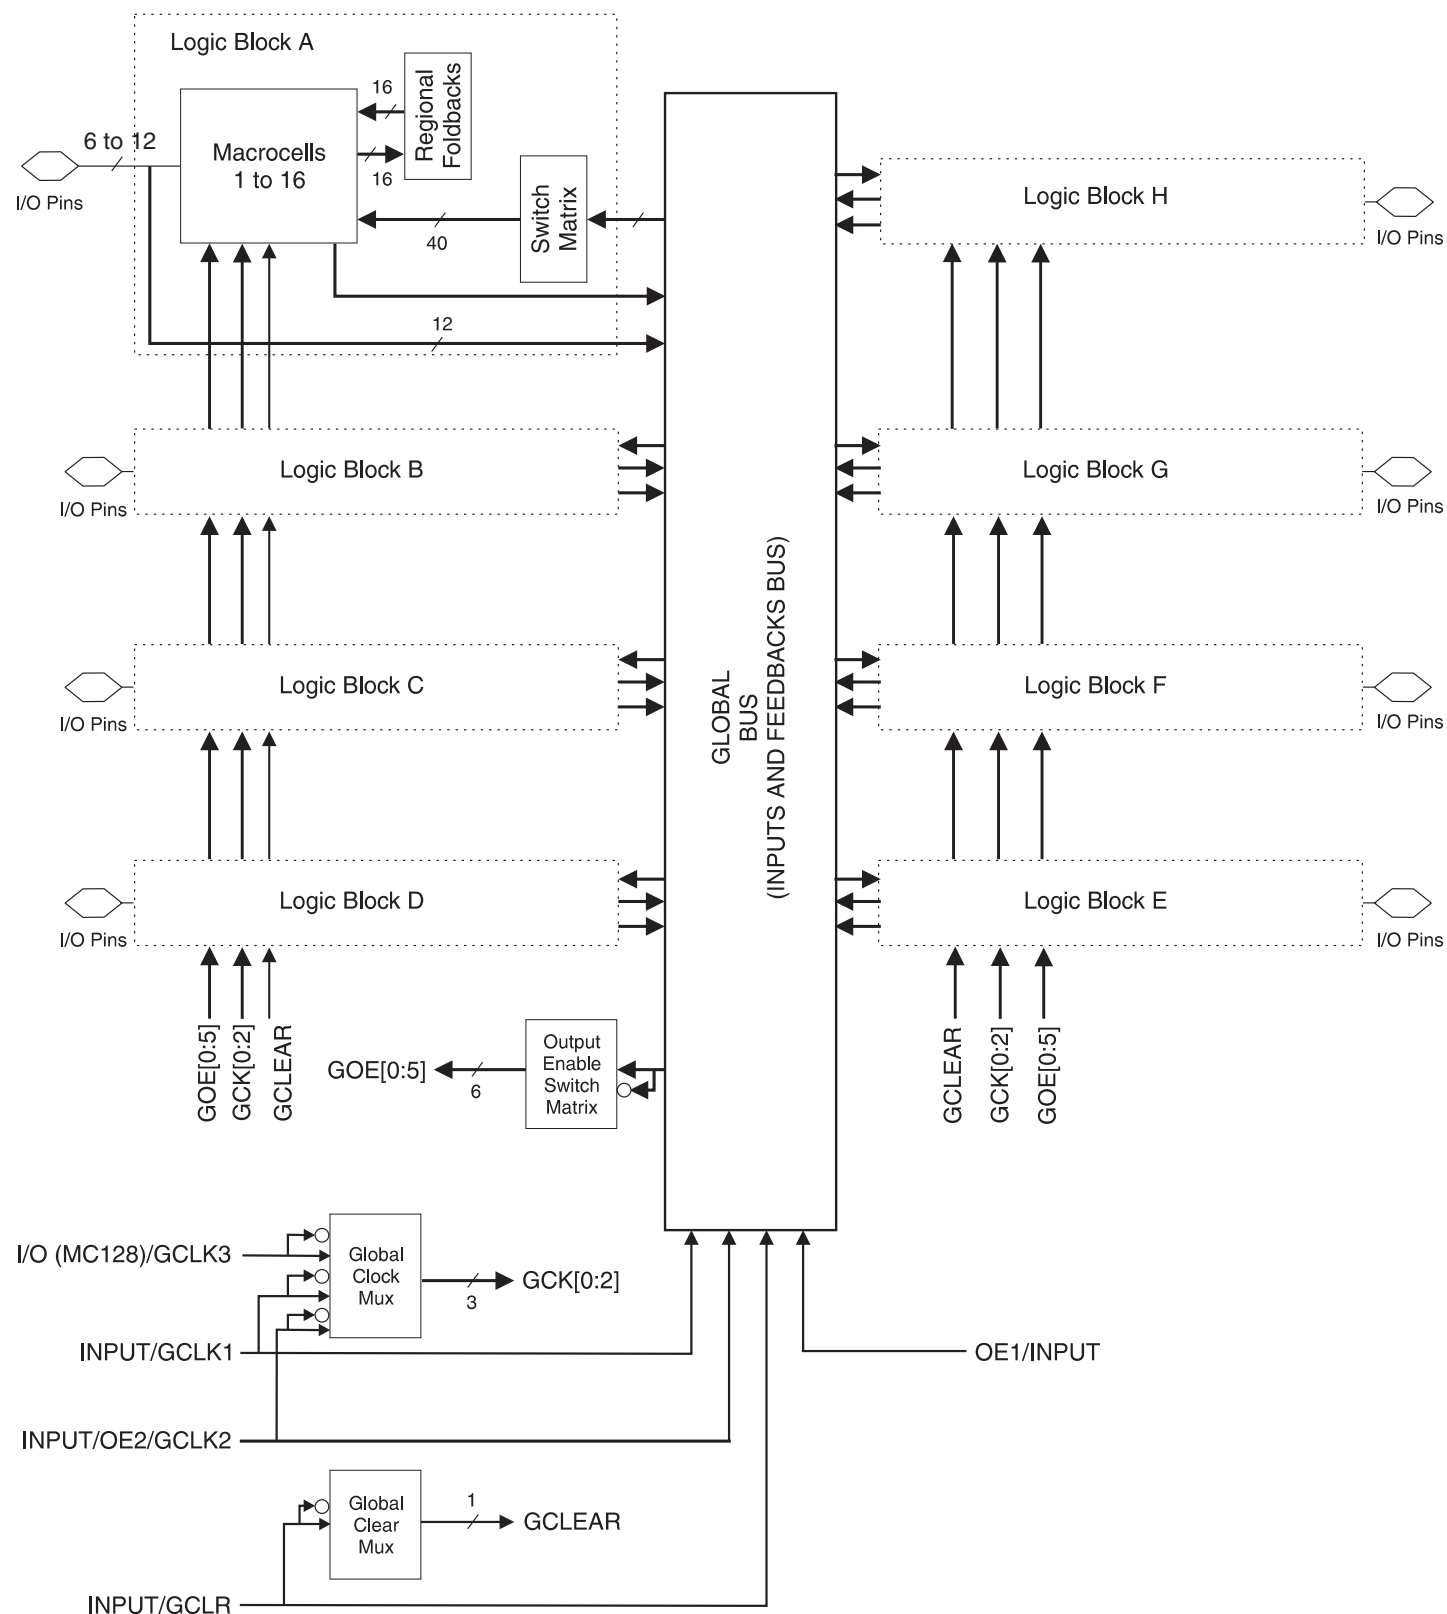 Logic Block A
6 to 12
I/O Pins
Macrocells
1 to 16
16
16
Regional
Foldbacks
40
Switch
Matrix
12
Logic Block H
I/O Pins
Logic Block B
I/O Pins
Logic Block G
I/O Pins
Logic Block C
I/O Pins
Logic Block F
I/O Pins
Logic Block D
I/O Pins
Logic Block E
I/O Pins
GLOBAL
BUS
(INPUTS AND FEEDBACKS BUS)
GOE[0:5]
GCK[0:2]
GCLEAR
GCLEAR
GCK[0:2]
GOE[0:5]
GOE[0:5]
6
Output
Enable
Switch
Matrix
I/O (MC128)/GCLK3
Global
Clock
Mux
3
GCK[0:2]
INPUT/GCLK1
OE1/INPUT
INPUT/OE2/GCLK2
Global
Clear
Mux
1
GCLEAR
INPUT/GCLR